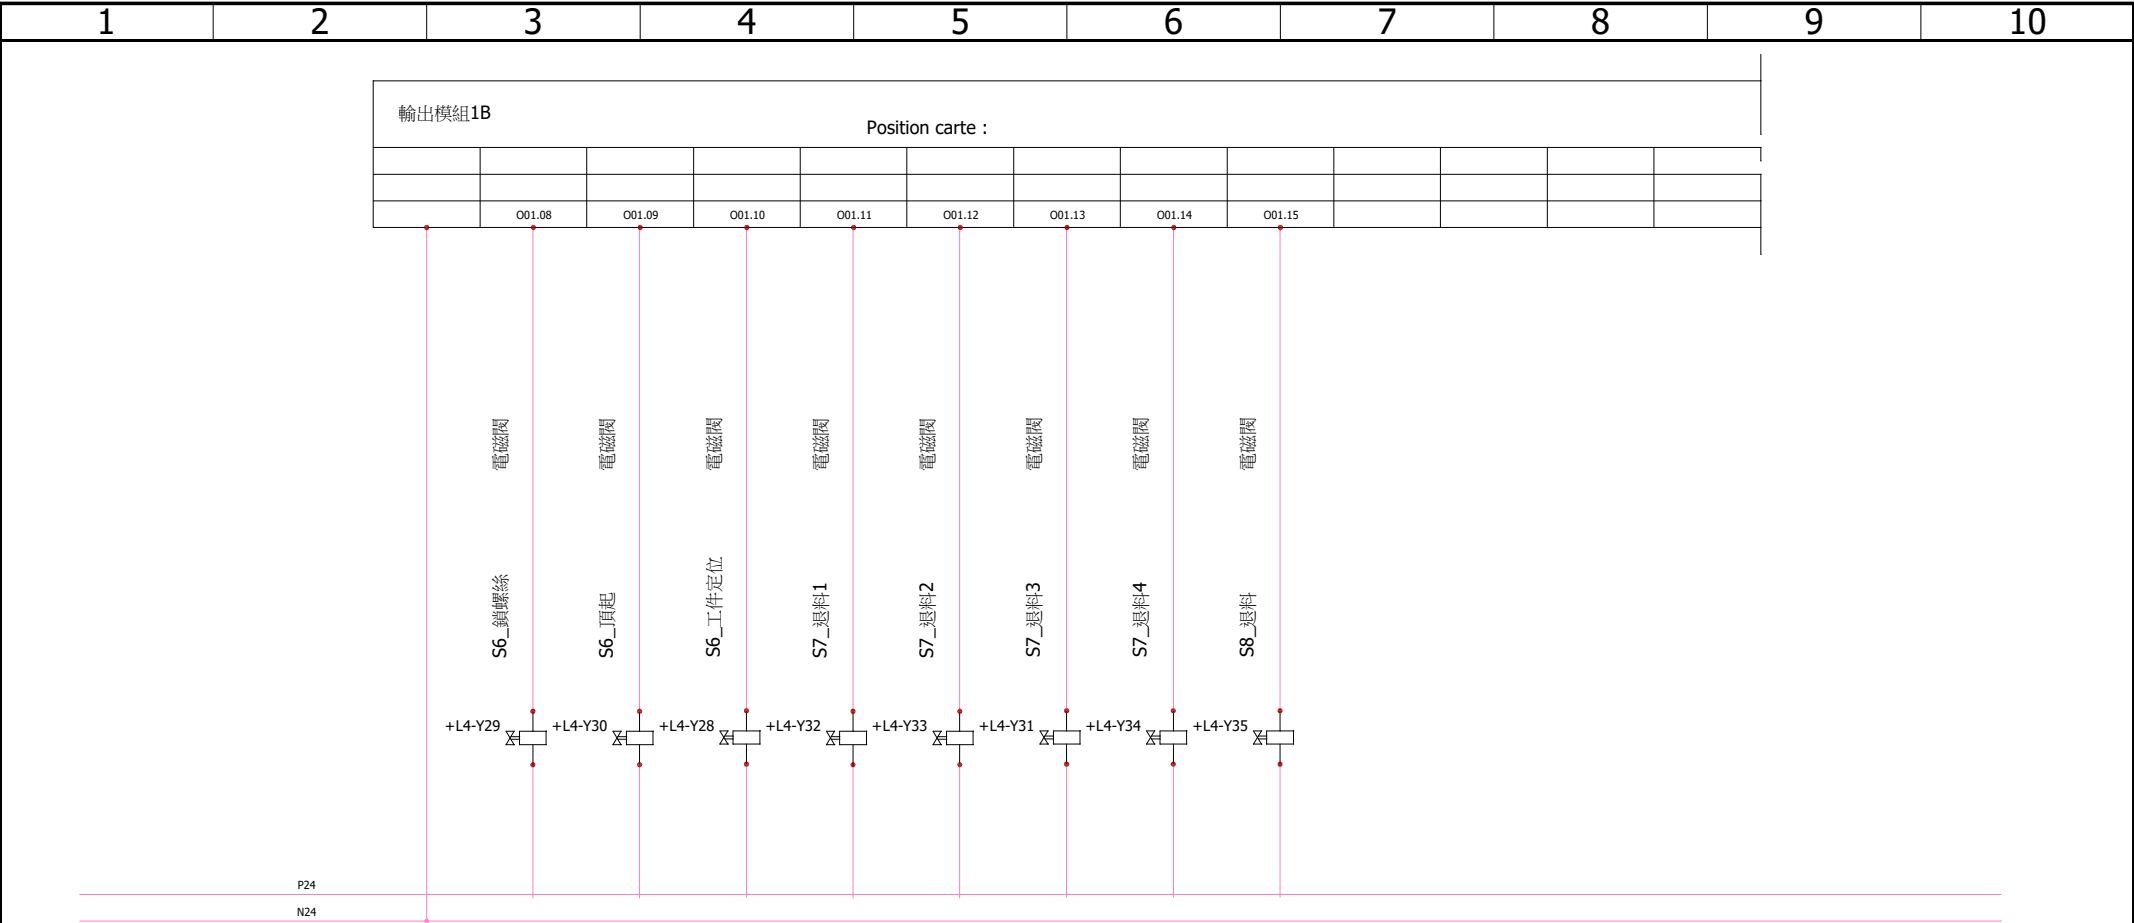 1 2 3 4 5 6 7 8 9 10
輸出模組1B
Position carte :
O01.08 O01.09 O01.10 O01.11 O01.12 O01.13 O01.14 O01.15
電磁閥 電磁閥 電磁閥 電磁閥 電磁閥 電磁閥 電磁閥 電磁閥
S6_鎖螺絲 S6_頂起 S6_工件定位 S7_退料1 S7_退料2 S7_退料3 S7_退料4 S8_退料
+L4-Y29 +L4-Y30 +L4-Y28 +L4-Y32 +L4-Y33 +L4-Y31 +L4-Y34 +L4-Y35
P24
N24